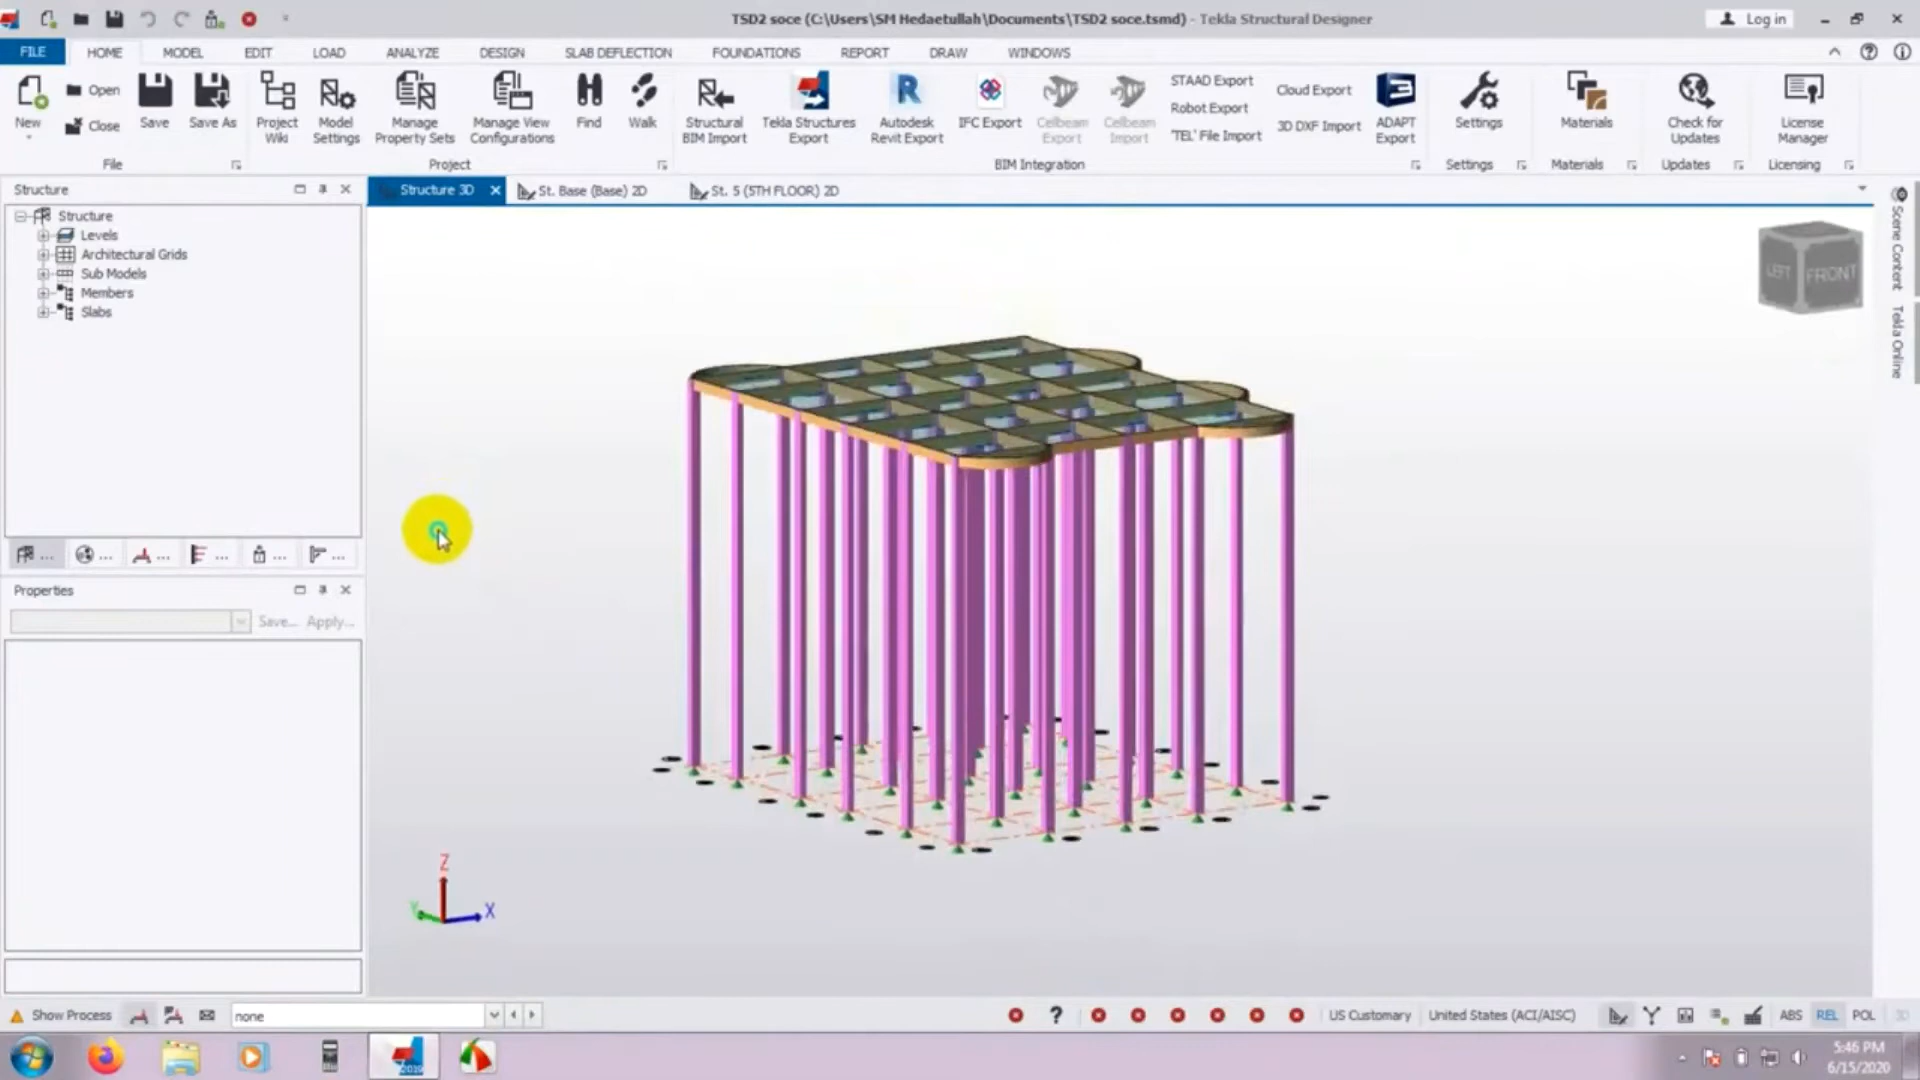 TSD2 soce (C:\Users\SM Hedaetullah\Documents\TSD2 soce.tsmd) - Tekla Structural Designer
Log in
FILE HOME MODEL EDIT LOAD ANALYZE DESIGN SLAB DEFLECTION FOUNDATIONS REPORT DRAW WINDOWS
New
Open
Close
Save
Save As
Project Wiki
Model Settings
Manage Property Sets
Manage View Configurations
Find
Walk
Structural BIM Import
Tekla Structures Export
Autodesk Revit Export
IFC Export
Cellbeam Export
Cellbeam Import
STAAD Export
Robot Export
'TEL' File Import
Cloud Export
3D DXF Import
ADAPT Export
Settings
Materials
Check for Updates
License Manager
File
Project
BIM Integration
Settings
Materials
Updates
Licensing
Structure
Structure 3D
St. Base (Base) 2D
St. 5 (5TH FLOOR) 2D
Structure
Levels
Architectural Grids
Sub Models
Members
Slabs
LEFT
FRONT
Scene Content
Tekla Online
Properties
Save... Apply...
Z
Y
X
Show Process
none
US Customary
United States (ACI/AISC)
ABS REL POL
2019
5:46 PM
6/15/2020